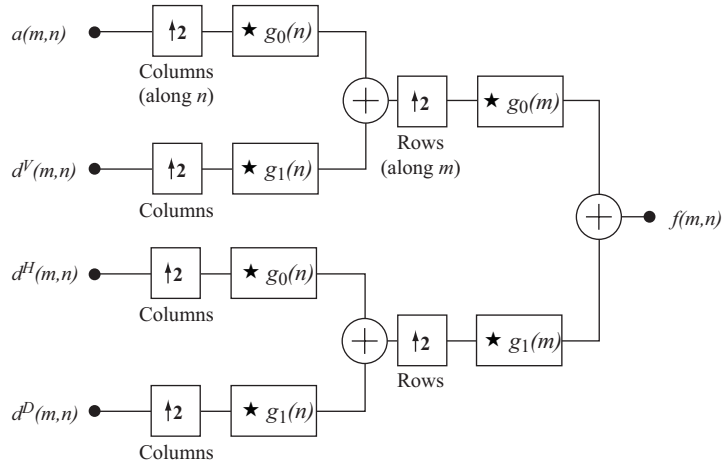 a(m,n)
↑2
★ g₀(n)
Columns
(along n)
↑2
★ g₀(m)
Rows
(along m)
dⱽ(m,n)
↑2
★ g₁(n)
Columns
f(m,n)
dᴴ(m,n)
↑2
★ g₀(n)
Columns
↑2
★ g₁(m)
Rows
dᴰ(m,n)
↑2
★ g₁(n)
Columns